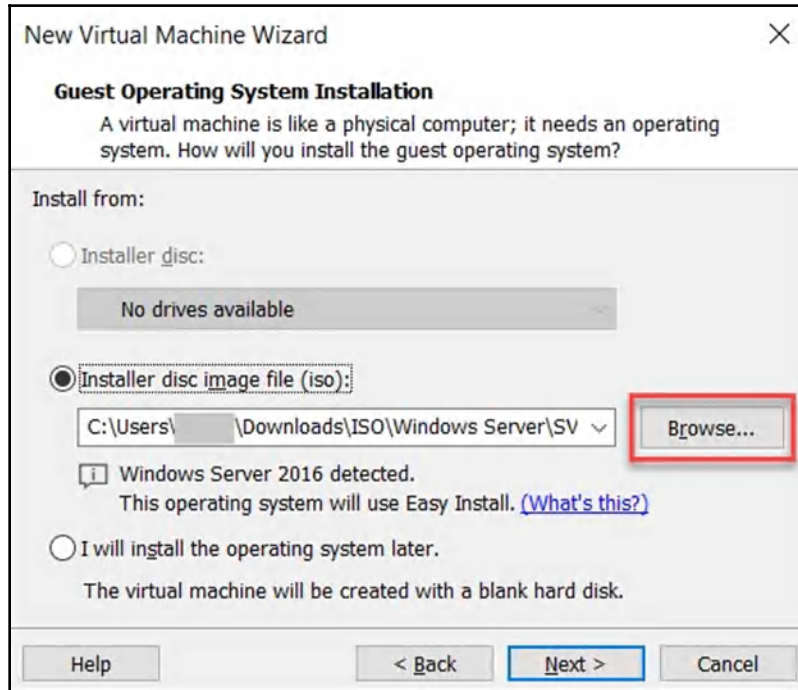 New Virtual Machine Wizard
Guest Operating System Installation
A virtual machine is like a physical computer; it needs an operating
system. How will you install the guest operating system?
Install from:
Installer disc:
No drives available
Installer disc image file (iso):
C:\Users\ \Downloads\ISO\Windows Server\SV
Browse...
Windows Server 2016 detected.
This operating system will use Easy Install. (What's this?)
I will install the operating system later.
The virtual machine will be created with a blank hard disk.
Help
< Back
Next >
Cancel